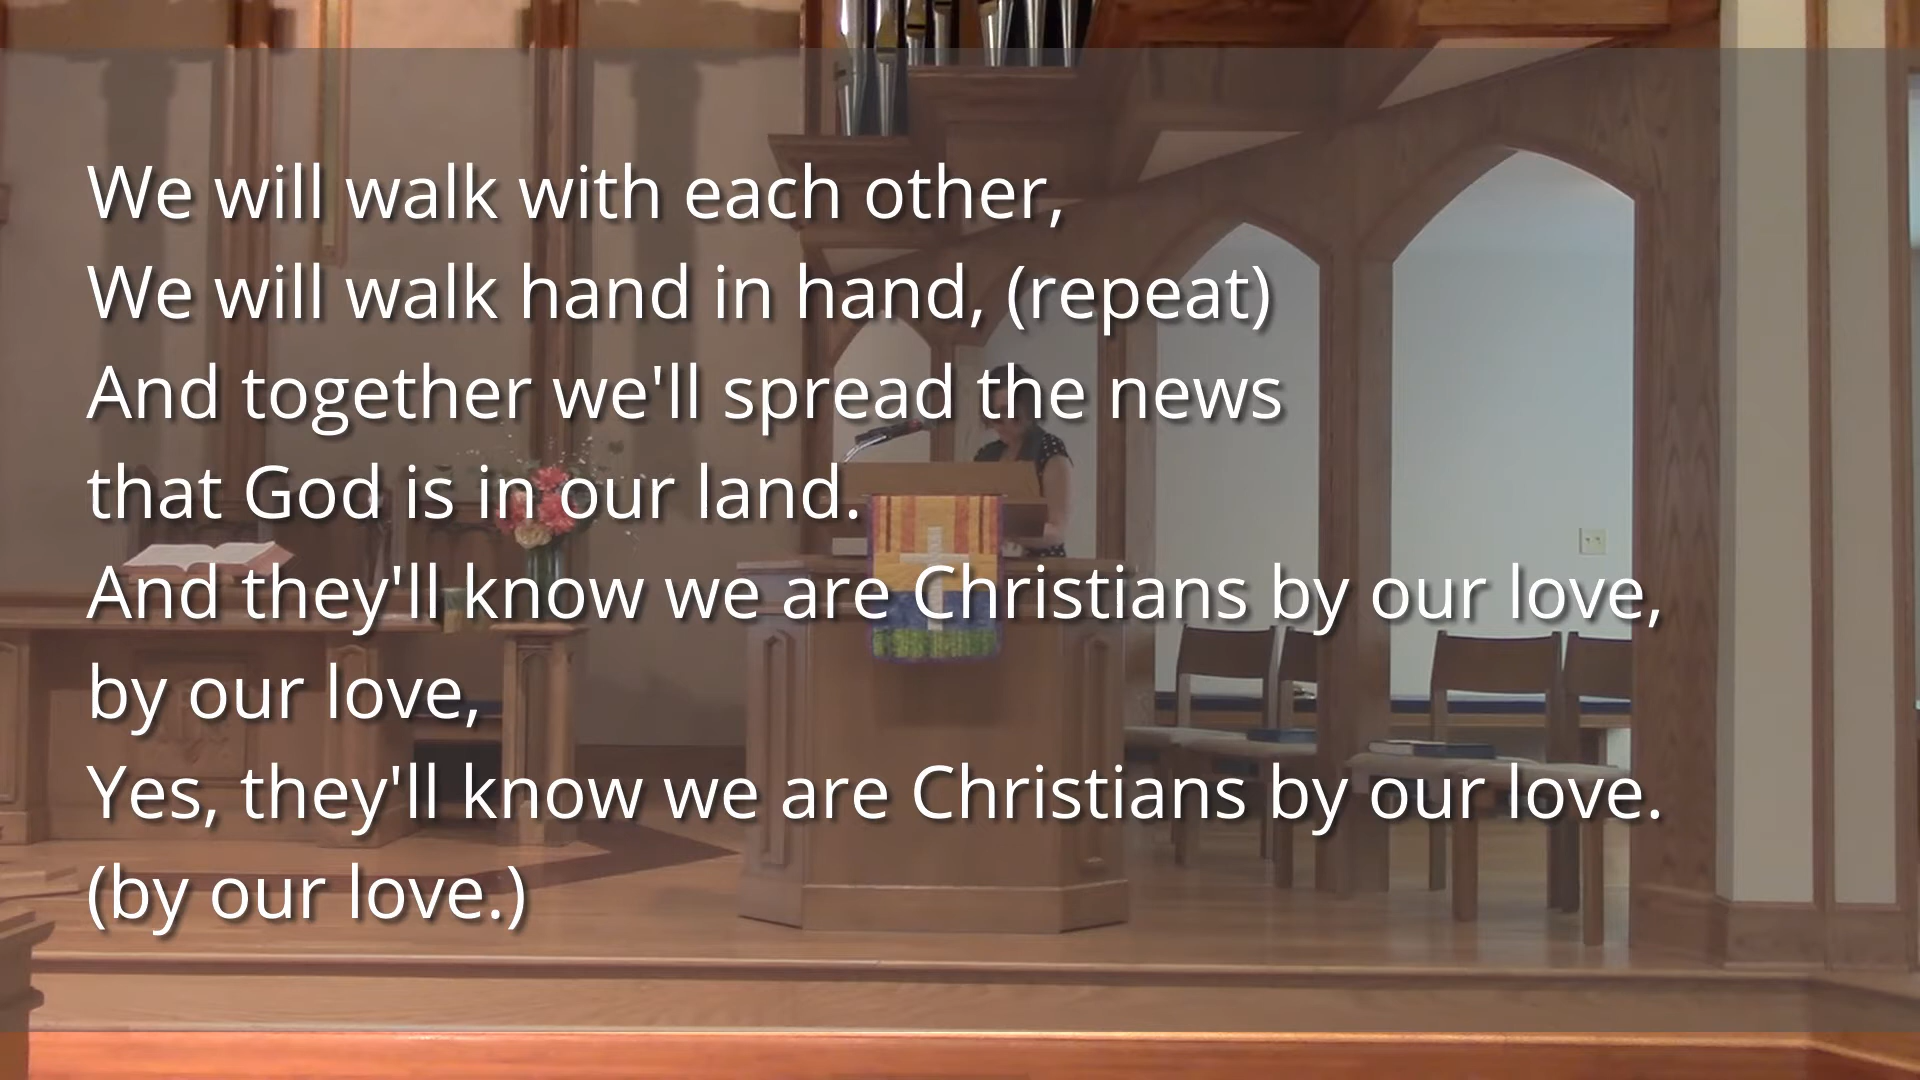 We will walk with each other,
We will walk hand in hand, (repeat)
And together we'll spread the news
that God is in our land.
And they'll know we are Christians by our love,
by our love,
Yes, they'll know we are Christians by our love.
(by our love.)